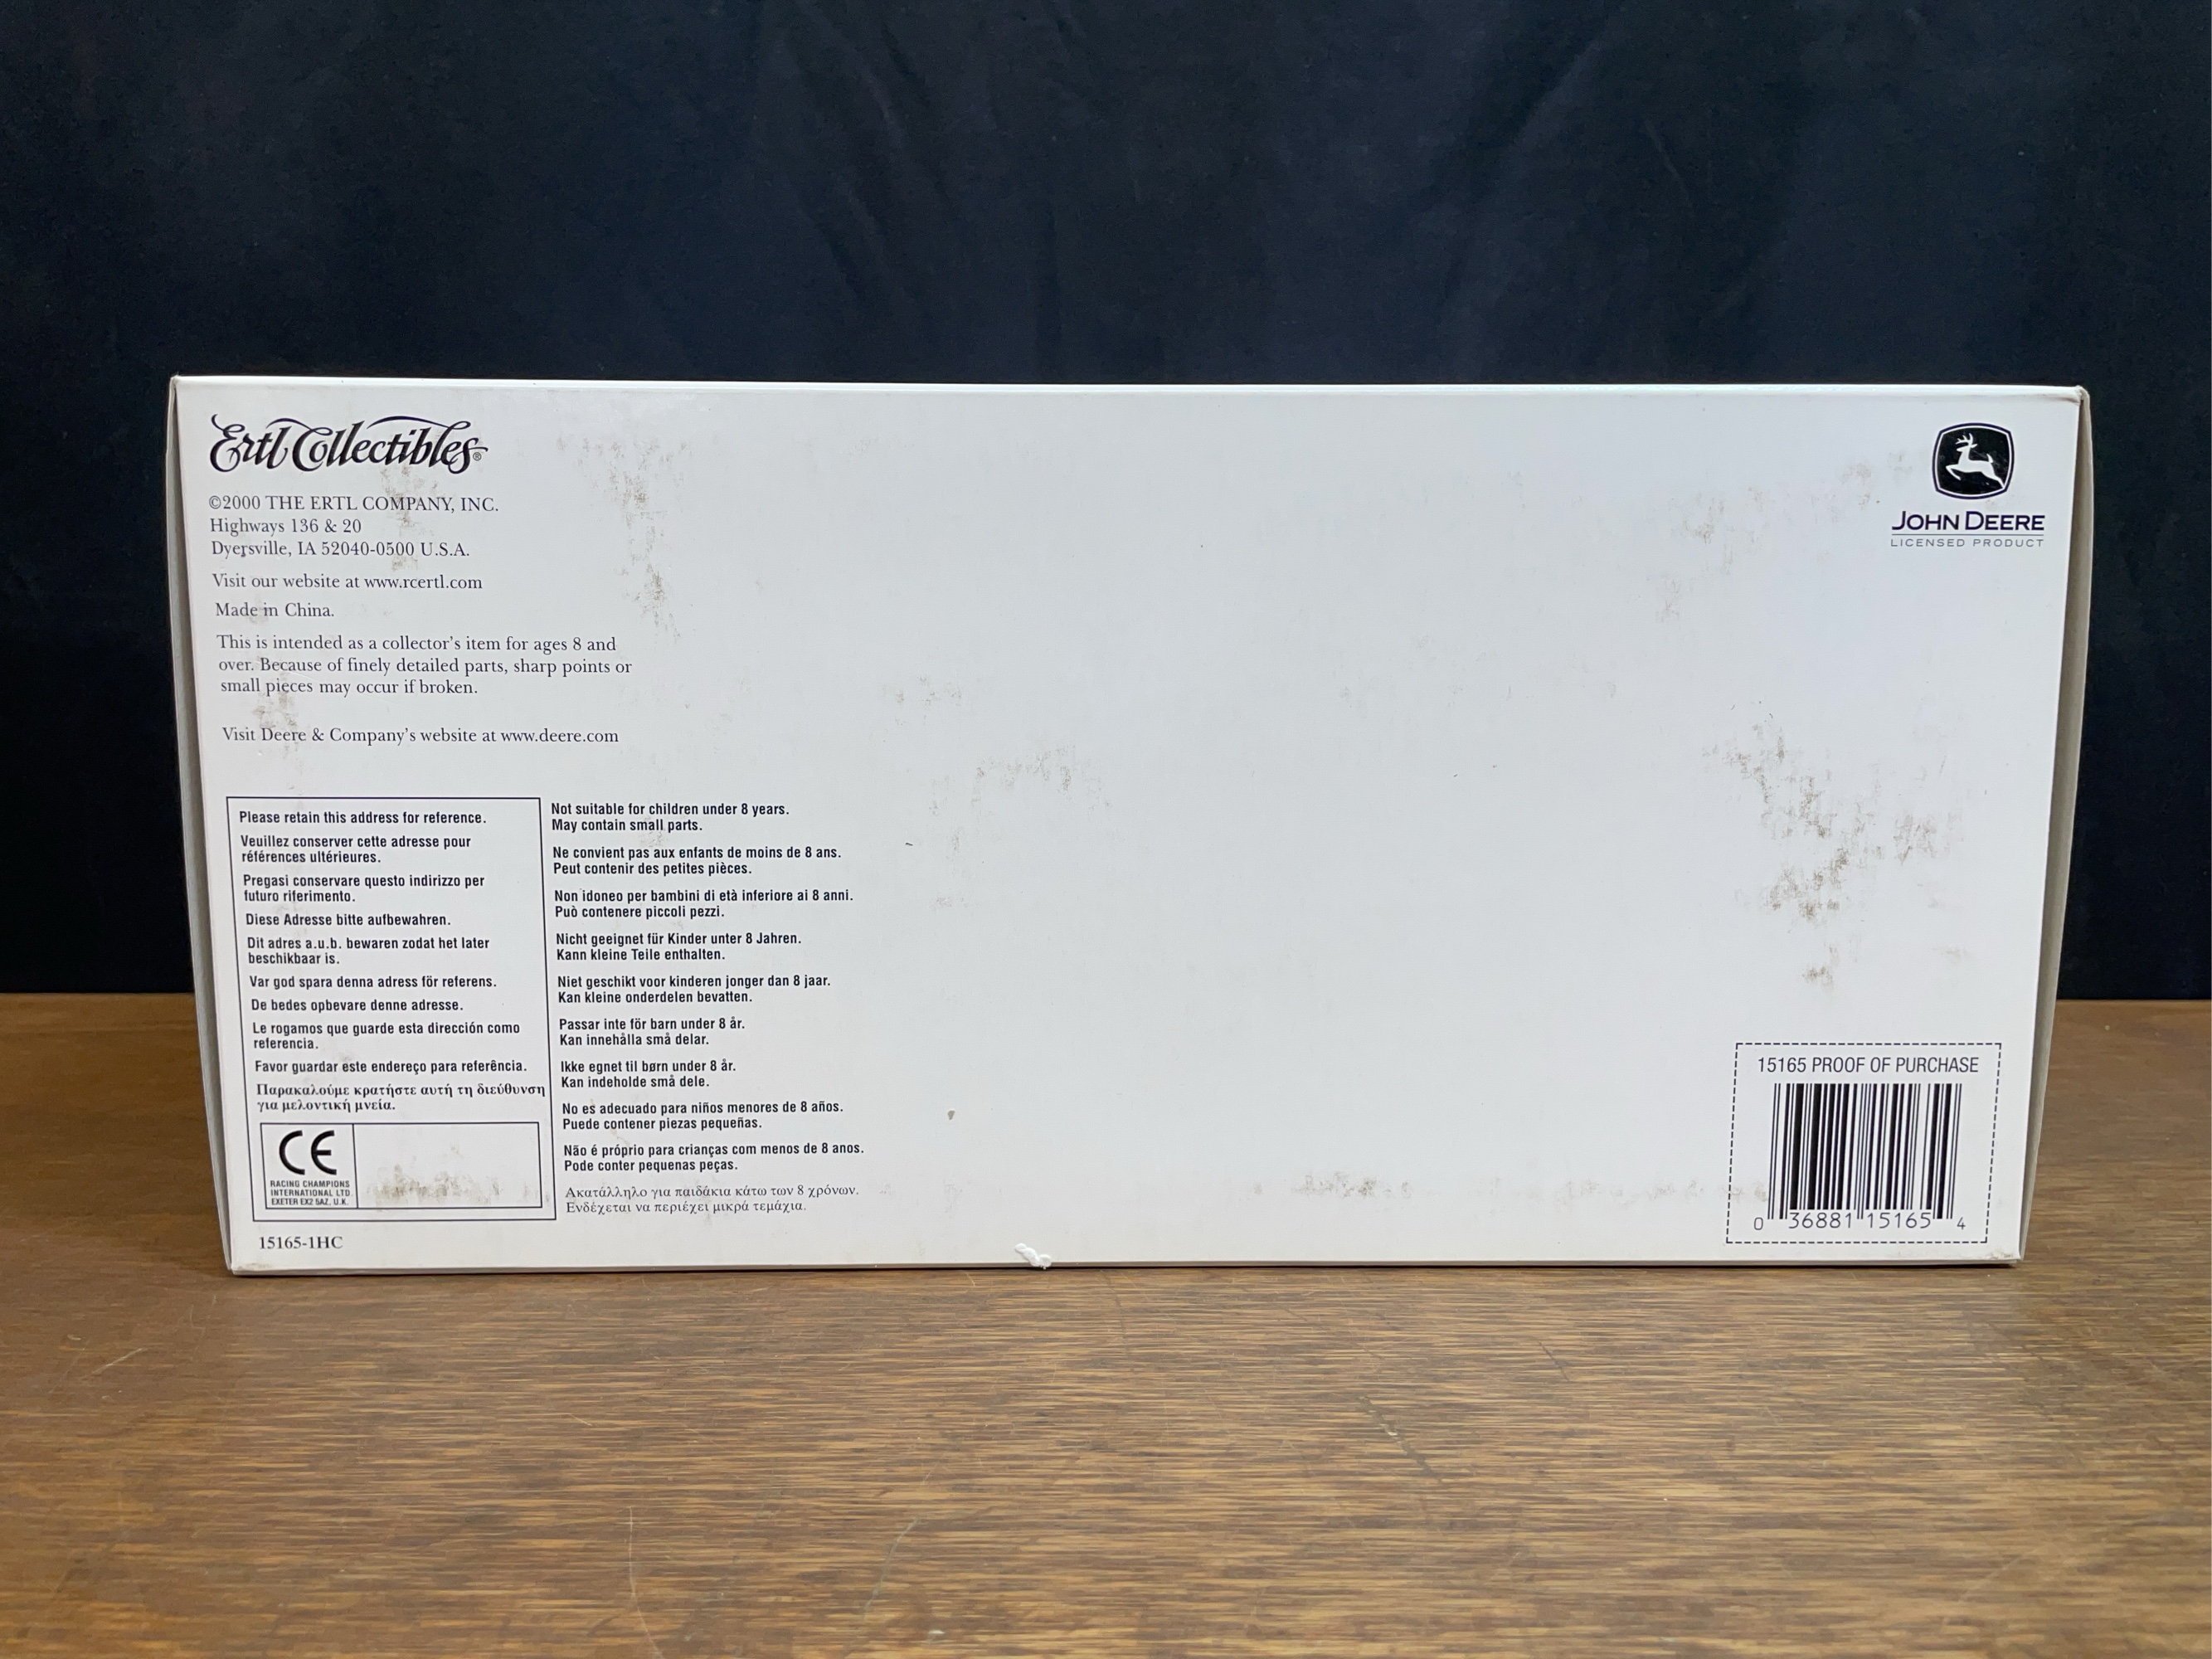 Ertl Collectibles®
©2000 THE ERTL COMPANY, INC.
Highways 136 & 20
Dyersville, IA 52040-0500 U.S.A.
Visit our website at www.rcertl.com
Made in China.
This is intended as a collector's item for ages 8 and
over. Because of finely detailed parts, sharp points or
small pieces may occur if broken.
Visit Deere & Company's website at www.deere.com
JOHN DEERE
LICENSED PRODUCT
Please retain this address for reference.
Veuillez conserver cette adresse pour
références ultérieures.
Pregasi conservare questo indirizzo per
futuro riferimento.
Diese Adresse bitte aufbewahren.
Dit adres a.u.b. bewaren zodat het later
beschikbaar is.
Var god spara denna adress för referens.
De bedes opbevare denne adresse.
Le rogamos que guarde esta dirección como
referencia.
Favor guardar este endereço para referência.
Παρακαλούμε κρατήστε αυτή τη διεύθυνση
για μελοντική μνεία.
CE
RACING CHAMPIONS
INTERNATIONAL LTD.
EXETER EX2 5AZ, U.K.
15165-1HC
Not suitable for children under 8 years.
May contain small parts.
Ne convient pas aux enfants de moins de 8 ans.
Peut contenir des petites pièces.
Non idoneo per bambini di età inferiore ai 8 anni.
Può contenere piccoli pezzi.
Nicht geeignet für Kinder unter 8 Jahren.
Kann kleine Teile enthalten.
Niet geschikt voor kinderen jonger dan 8 jaar.
Kan kleine onderdelen bevatten.
Passar inte för barn under 8 år.
Kan innehålla små delar.
Ikke egnet til børn under 8 år.
Kan indeholde små dele.
No es adecuado para niños menores de 8 años.
Puede contener piezas pequeñas.
Não é próprio para crianças com menos de 8 anos.
Pode conter pequenas peças.
Ακατάλληλο για παιδάκια κάτω των 8 χρόνων.
Ενδέχεται να περιέχει μικρά τεμάχια.
15165 PROOF OF PURCHASE
0 36881 15165 4